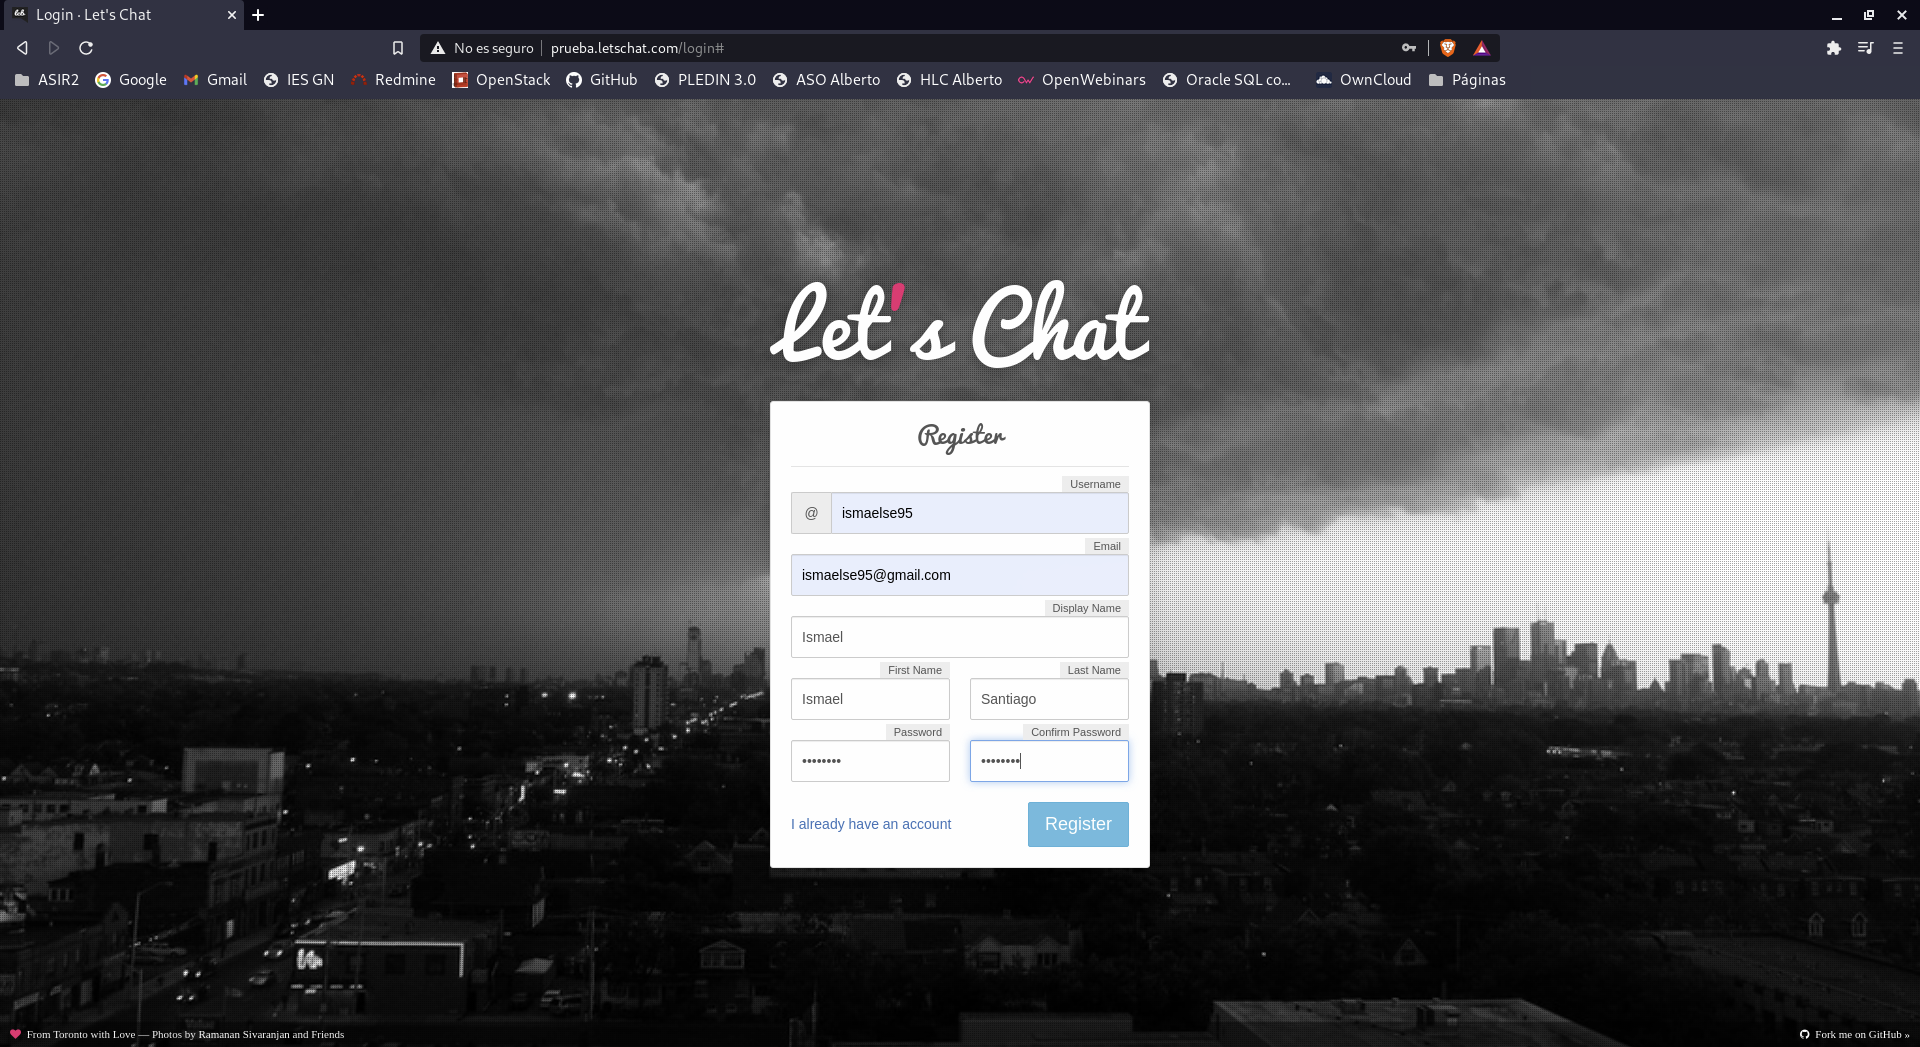 Login · Let's Chat
No es seguro prueba.letschat.com/login#
ASIR2 Google Gmail IES GN Redmine OpenStack GitHub PLEDIN 3.0 ASO Alberto HLC Alberto OpenWebinars Oracle SQL co... OwnCloud Páginas
Let's Chat
Register
Username
@ ismaelse95
Email
ismaelse95@gmail.com
Display Name
Ismael
First Name Last Name
Ismael Santiago
Password Confirm Password
•••••••• ••••••••
I already have an account Register
From Toronto with Love — Photos by Ramanan Sivaranjan and Friends Fork me on GitHub »